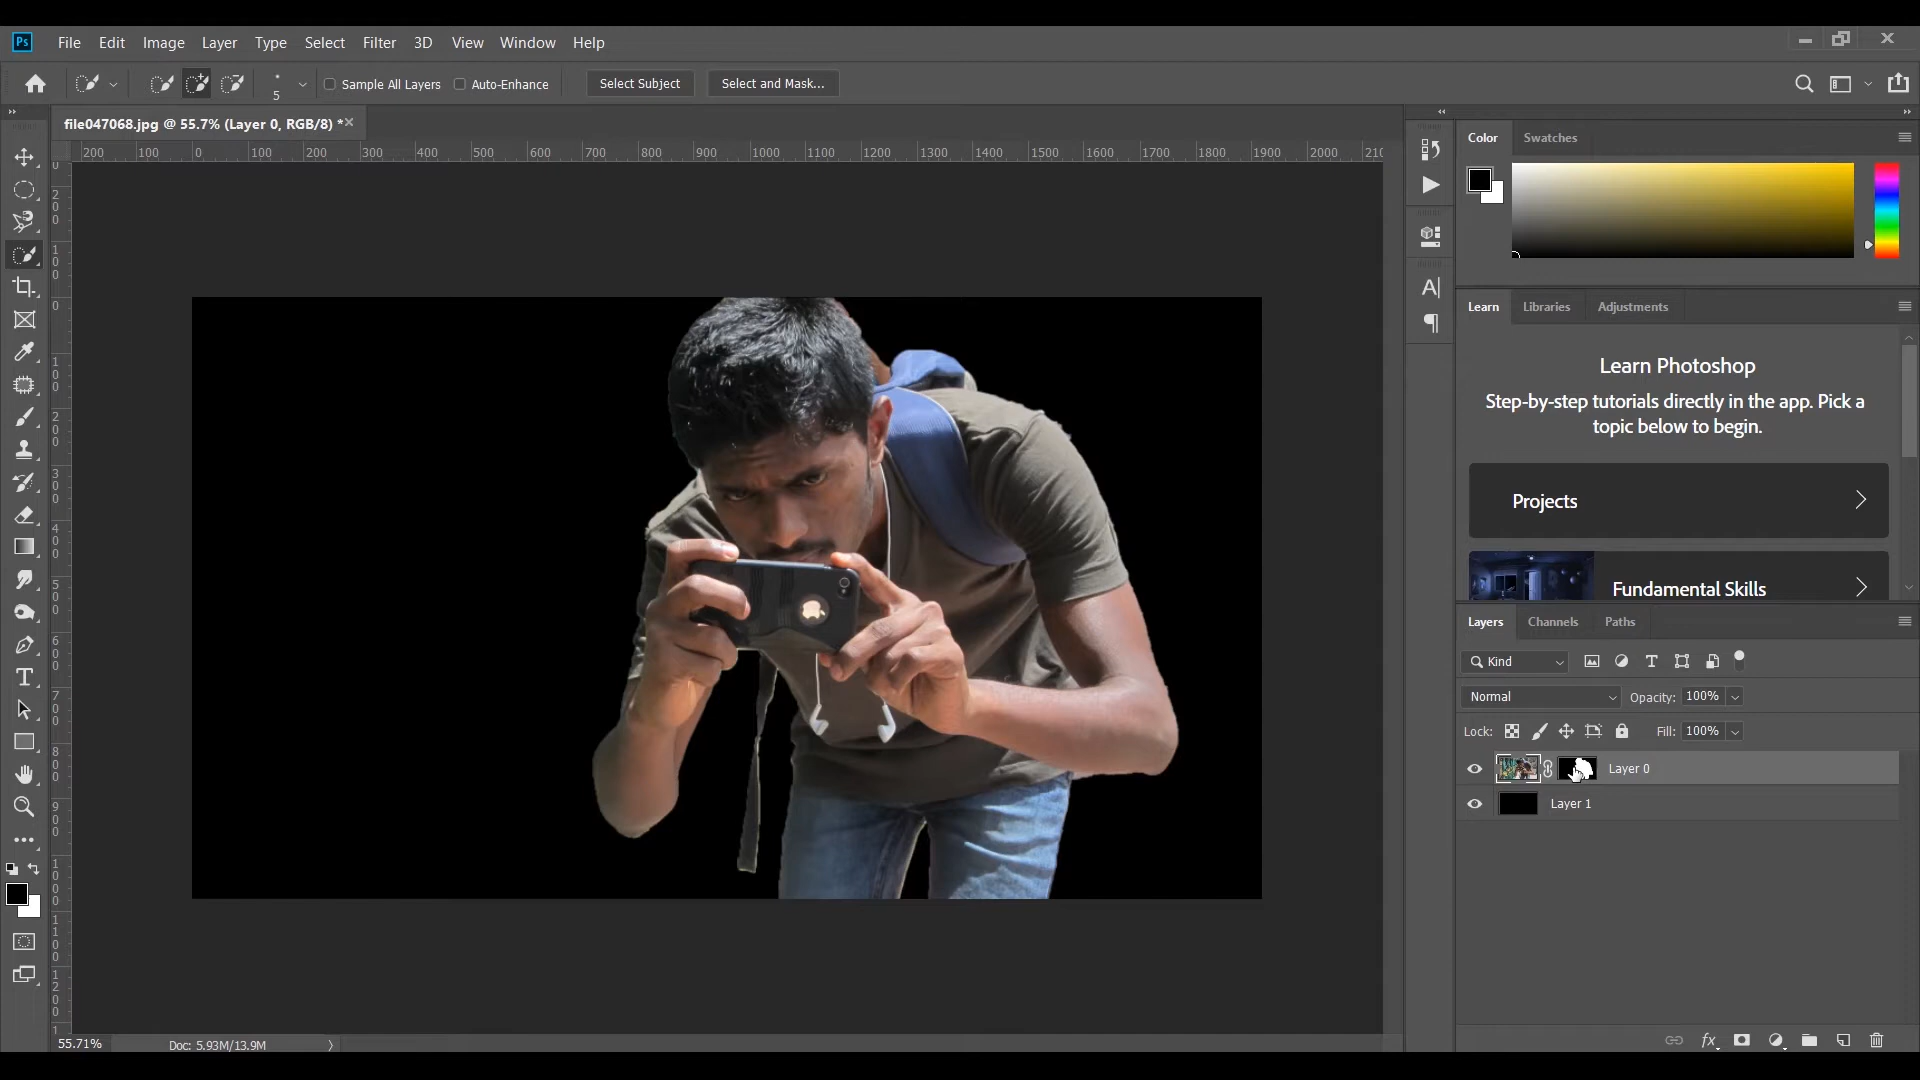 Ps File Edit Image Layer Type Select Filter 3D View Window Help
5 Sample All Layers Auto-Enhance Select Subject Select and Mask...
file047068.jpg @ 55.7% (Layer 0, RGB/8) *
200 100 0 100 200 300 400 500 600 700 800 900 1000 1100 1200 1300 1400 1500 1600 1700 1800 1900 2000 210
Color Swatches
Learn Libraries Adjustments
Learn Photoshop
Step-by-step tutorials directly in the app. Pick a
topic below to begin.
Projects
Fundamental Skills
Layers Channels Paths
Kind
Normal Opacity: 100%
Lock: Fill: 100%
Layer 0
Layer 1
fx
55.71% Doc: 5.93M/13.9M